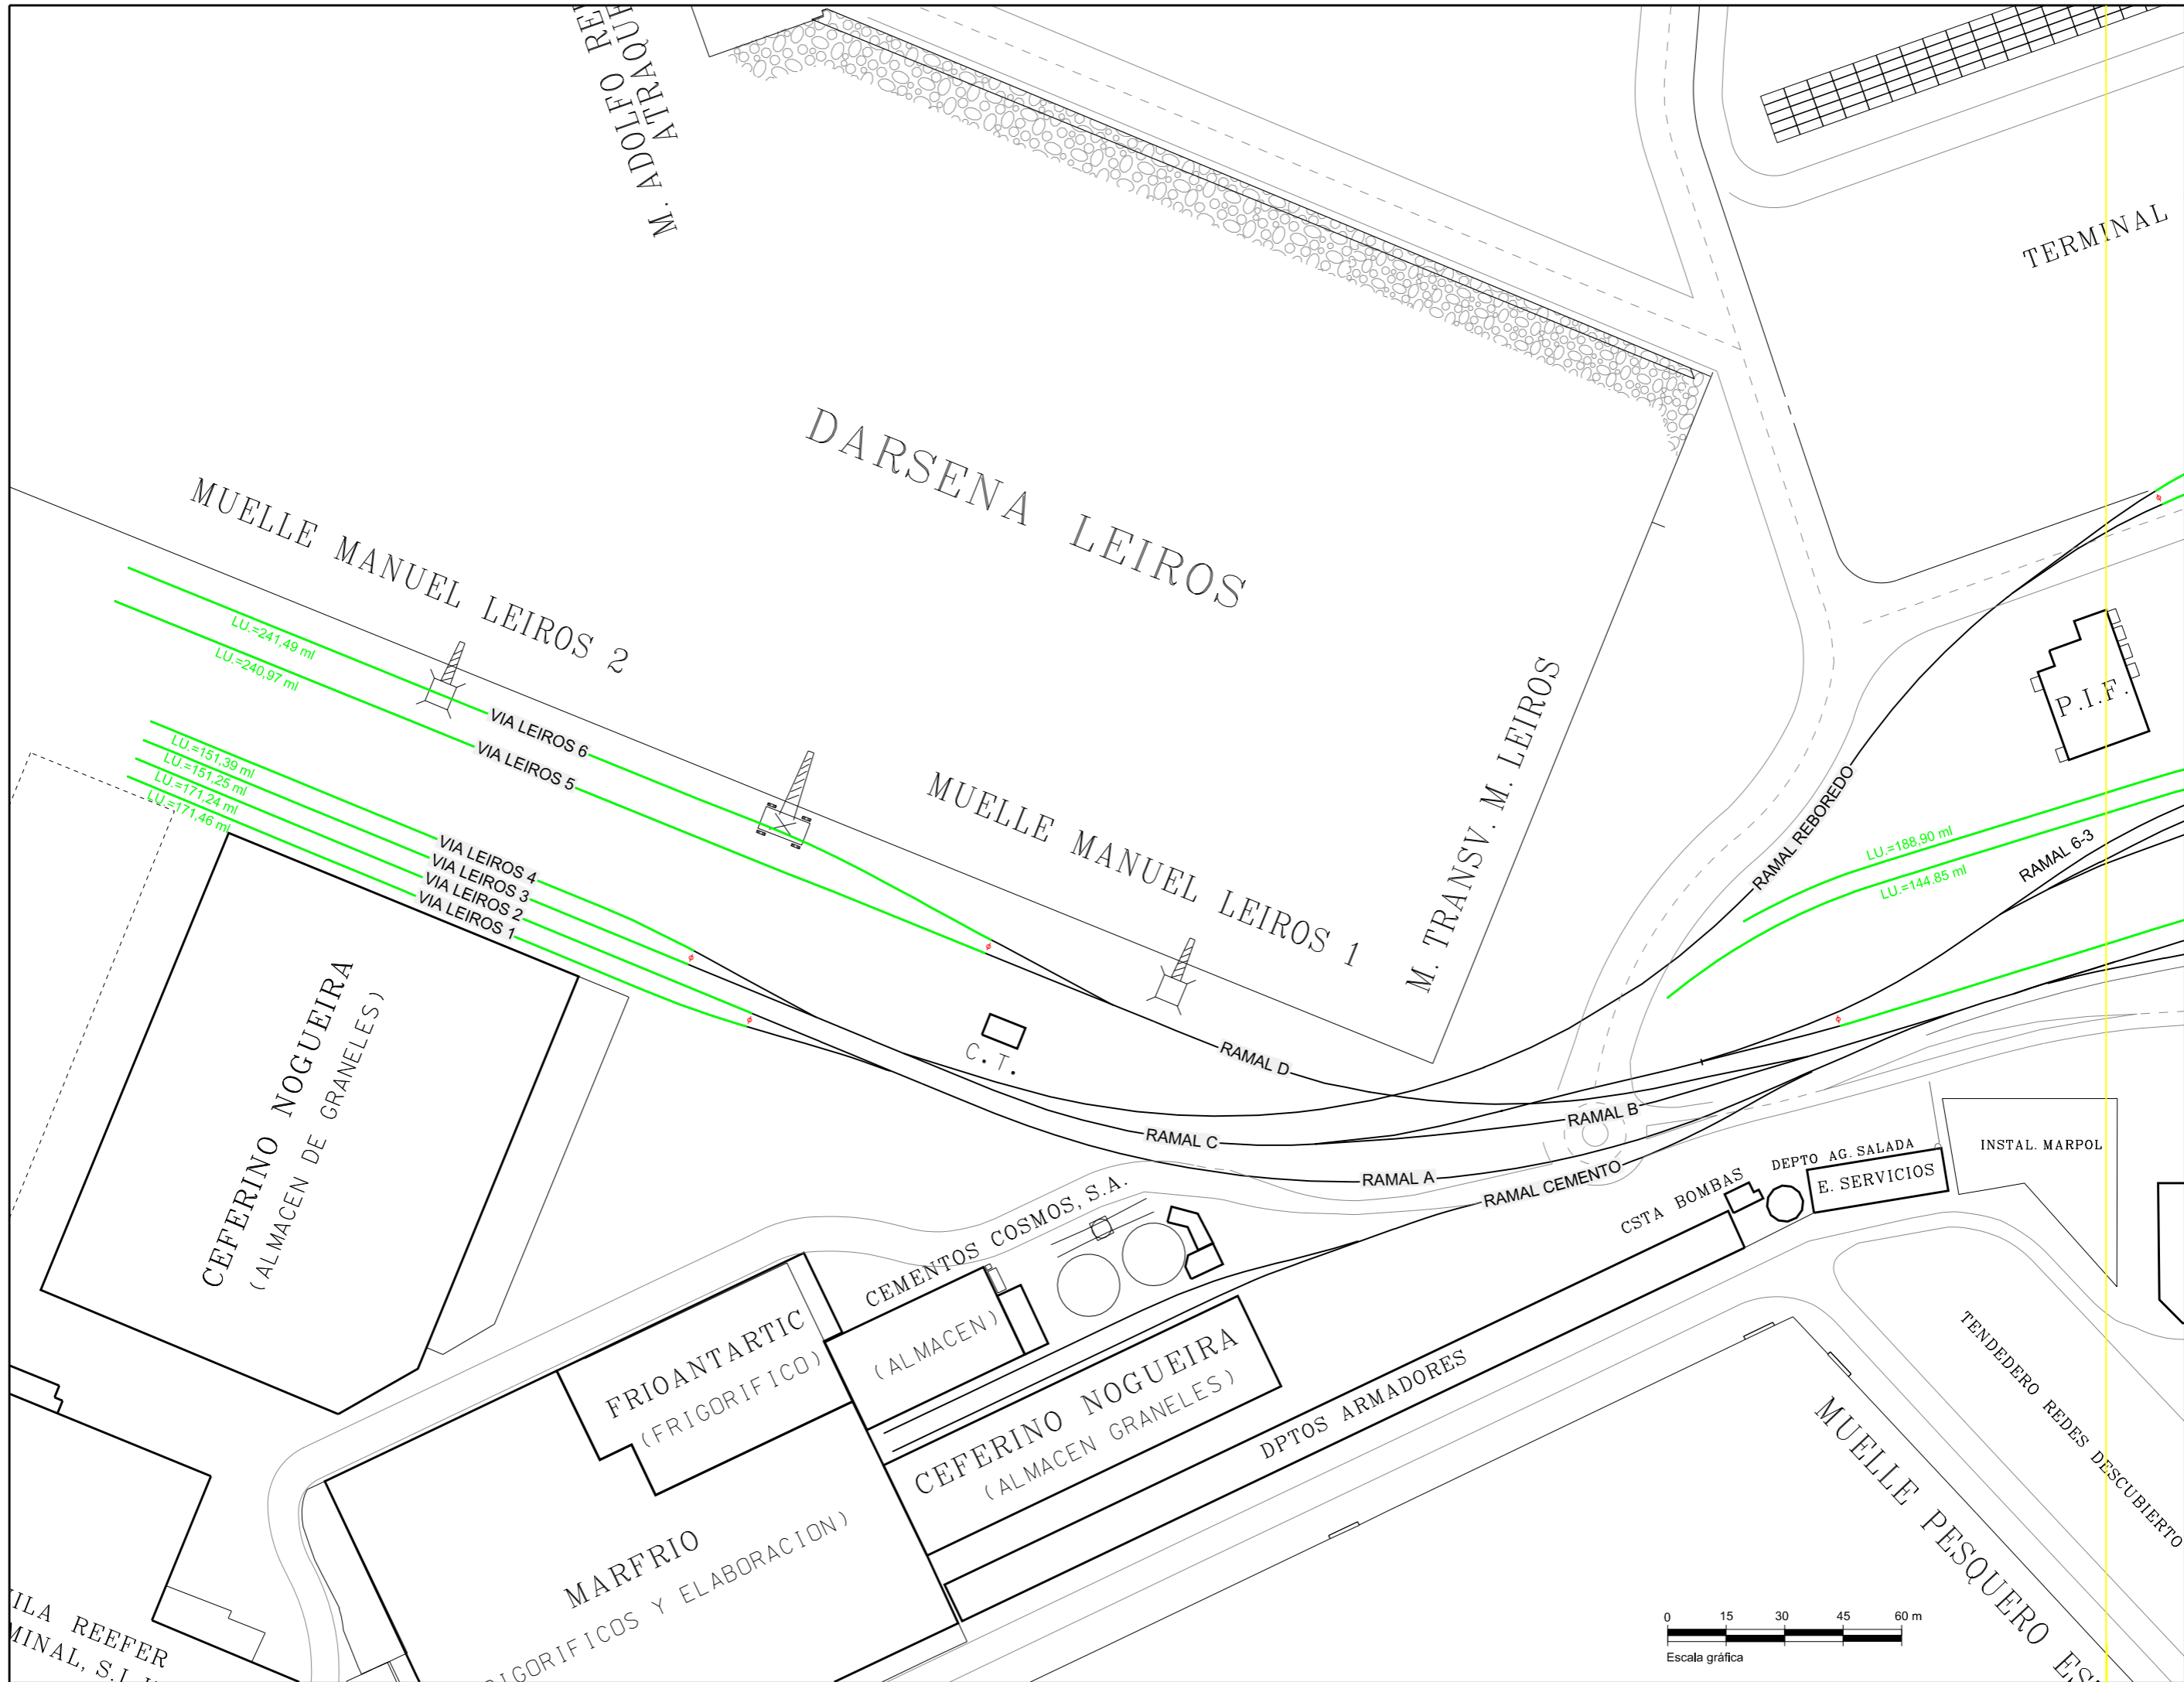 M. ADOLFO
ATRAQUE
TERMINAL
DARSENA LEIROS
MUELLE MANUEL LEIROS 2
LU.=241,49 ml
LU.=240,97 ml
VIA LEIROS 6
VIA LEIROS 5
LU.=151,39 ml
LU.=151,25 ml
LU.=171,24 ml
LU.=171,46 ml
VIA LEIROS 4
VIA LEIROS 3
VIA LEIROS 2
VIA LEIROS 1
MUELLE MANUEL LEIROS 1
M. TRANSV. M. LEIROS
P.I.F.
RAMAL REBOREDO
LU.=188,90 ml
LU.=144.85 ml
RAMAL 6-3
C. T.
RAMAL D
RAMAL B
RAMAL C
RAMAL A
RAMAL CEMENTO
CEFERINO NOGUEIRA
(ALMACEN DE GRANELES)
INSTAL. MARPOL
DEPTO AG. SALADA
E. SERVICIOS
CSTA BOMBAS
CEMENTOS COSMOS, S.A.
(ALMACEN)
FRIOANTARTIC
(FRIGORIFICO)
CEFERINO NOGUEIRA
(ALMACEN GRANELES)
DPTOS ARMADORES
TENDEDERO REDES DESCUBIERTO
MUELLE PESQUERO
MARFRIO
RIGORIFICOS Y ELABORACION)
ILA REEFER
MINAL, S.L.
0 15 30 45 60 m
Escala gráfica